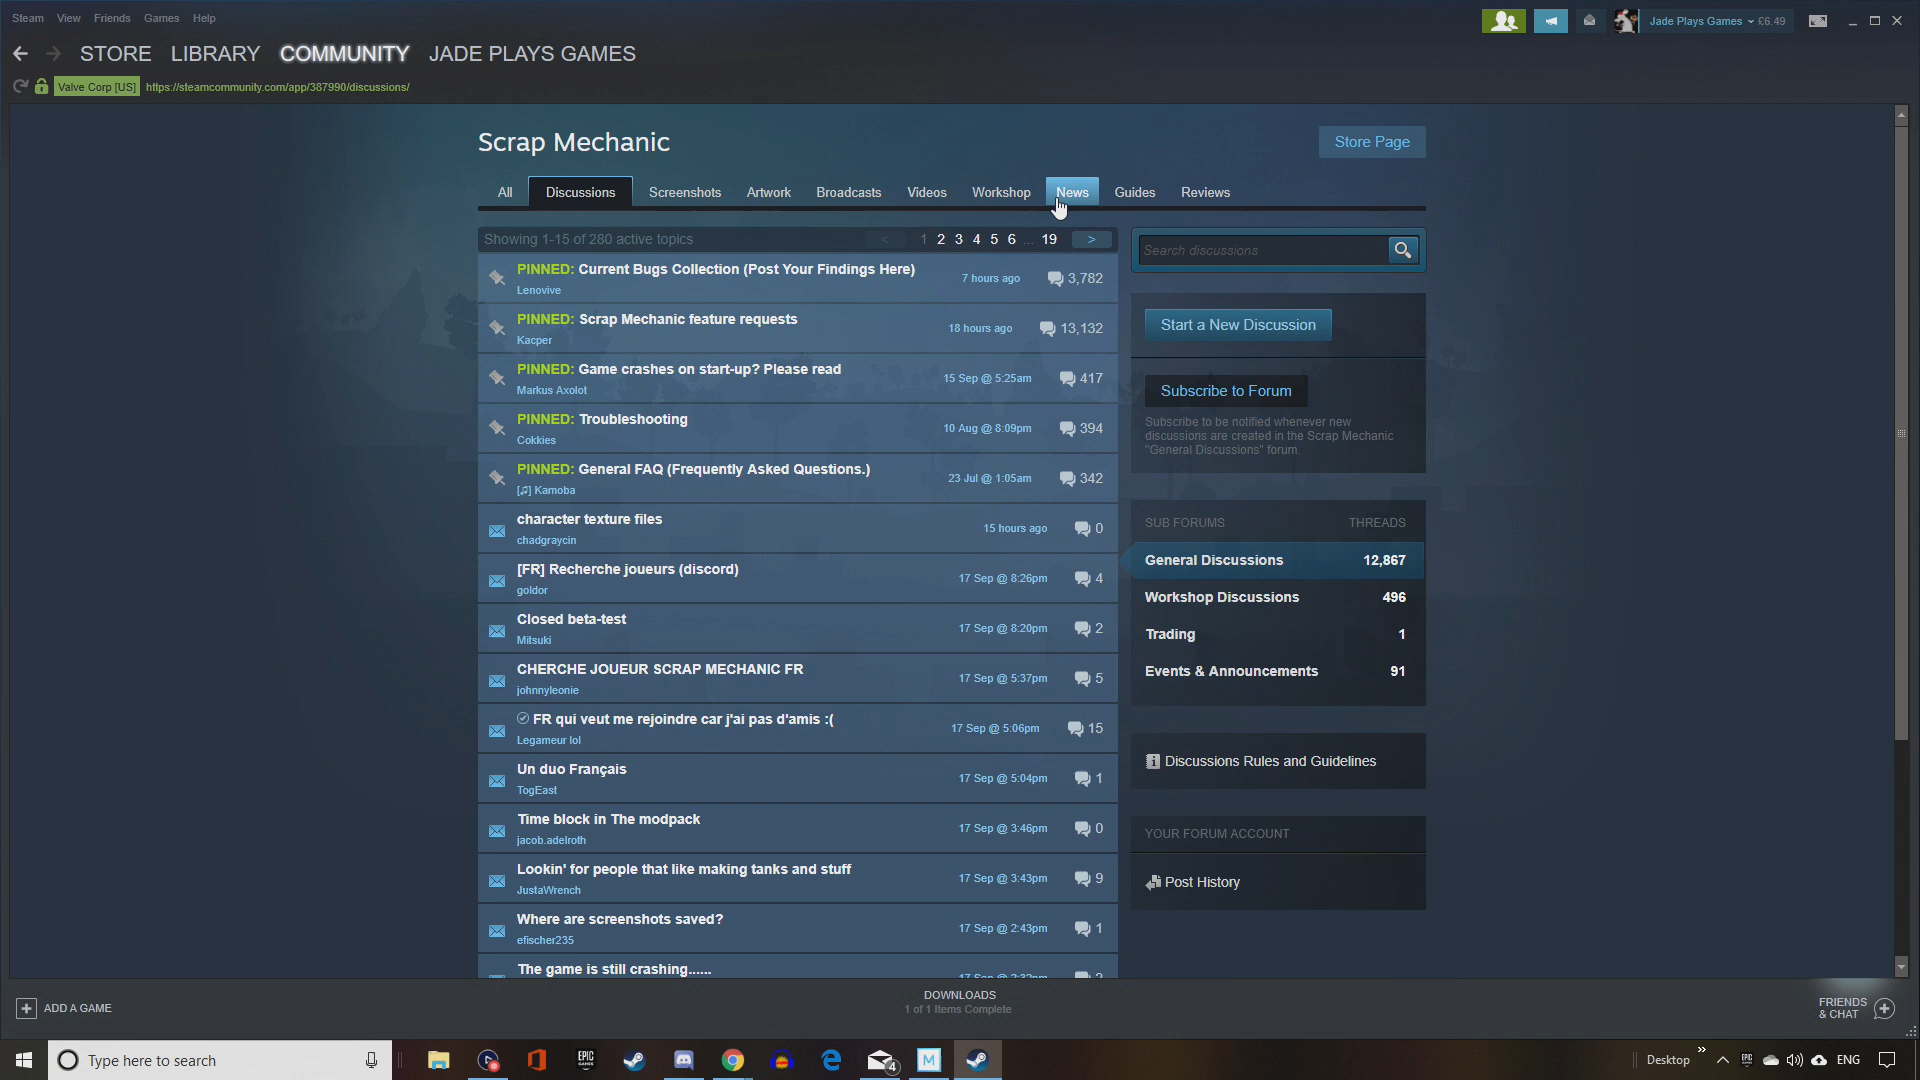 Steam View Friends Games Help
Jade Plays Games £6.49
STORE LIBRARY COMMUNITY JADE PLAYS GAMES
Valve Corp [US] https://steamcommunity.com/app/387990/discussions/
Scrap Mechanic
Store Page
All Discussions Screenshots Artwork Broadcasts Videos Workshop News Guides Reviews
Showing 1-15 of 280 active topics < 1 2 3 4 5 6 ... 19 >
Search discussions
PINNED: Current Bugs Collection (Post Your Findings Here)
Lenovive
7 hours ago 3,782
PINNED: Scrap Mechanic feature requests
Kacper
18 hours ago 13,132
PINNED: Game crashes on start-up? Please read
Markus Axolot
15 Sep @ 5:25am 417
PINNED: Troubleshooting
Cokkies
10 Aug @ 8:09pm 394
PINNED: General FAQ (Frequently Asked Questions.)
[♫] Kamoba
23 Jul @ 1:05am 342
character texture files
chadgraycin
15 hours ago 0
[FR] Recherche joueurs (discord)
goldor
17 Sep @ 8:26pm 4
Closed beta-test
Mitsuki
17 Sep @ 8:20pm 2
CHERCHE JOUEUR SCRAP MECHANIC FR
johnnyleonie
17 Sep @ 5:37pm 5
FR qui veut me rejoindre car j'ai pas d'amis :(
Legameur lol
17 Sep @ 5:06pm 15
Un duo Français
TogEast
17 Sep @ 5:04pm 1
Time block in The modpack
jacob.adelroth
17 Sep @ 3:46pm 0
Lookin' for people that like making tanks and stuff
JustaWrench
17 Sep @ 3:43pm 9
Where are screenshots saved?
efischer235
17 Sep @ 2:43pm 1
The game is still crashing......
Start a New Discussion
Subscribe to Forum
Subscribe to be notified whenever new
discussions are created in the Scrap Mechanic
"General Discussions" forum.
SUB FORUMS THREADS
General Discussions 12,867
Workshop Discussions 496
Trading 1
Events & Announcements 91
Discussions Rules and Guidelines
YOUR FORUM ACCOUNT
Post History
ADD A GAME
DOWNLOADS
1 of 1 Items Complete
FRIENDS
& CHAT
Type here to search
EPIC
GAMES
4
M
Desktop
ENG